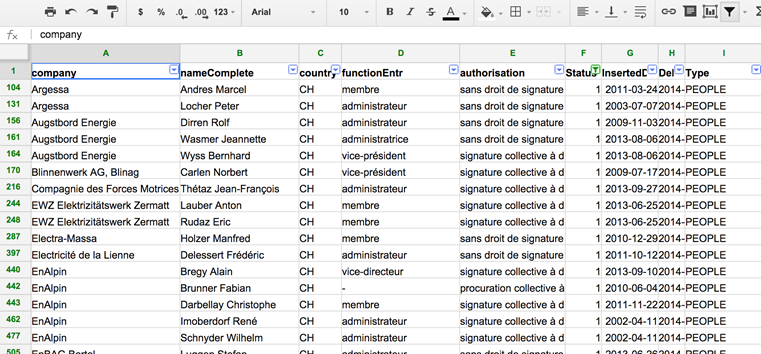 $ % .0 .00 123 Arial 10 B I S A
fx company
A B C D E F G H I
1 company nameComplete country functionEntr authorisation Statu InsertedD Del Type
104 Argessa Andres Marcel CH membre sans droit de signature 1 2011-03-24 2014- PEOPLE
131 Argessa Locher Peter CH administrateur sans droit de signature 1 2003-07-07 2014- PEOPLE
156 Augstbord Energie Dirren Rolf CH administrateur sans droit de signature 1 2009-11-03 2014- PEOPLE
161 Augstbord Energie Wasmer Jeannette CH administratrice sans droit de signature 1 2013-08-06 2014- PEOPLE
164 Augstbord Energie Wyss Bernhard CH vice-président signature collective à d 1 2013-08-06 2014- PEOPLE
170 Blinnenwerk AG, Blinag Carlen Norbert CH vice-président signature collective à d 1 2009-07-17 2014- PEOPLE
216 Compagnie des Forces Motrices Thétaz Jean-François CH administrateur signature collective à d 1 2013-09-27 2014- PEOPLE
244 EWZ Elektrizitätswerk Zermatt Lauber Anton CH membre signature collective à d 1 2013-06-25 2014- PEOPLE
248 EWZ Elektrizitätswerk Zermatt Rudaz Eric CH membre signature collective à d 1 2013-06-25 2014- PEOPLE
287 Electra-Massa Holzer Manfred CH membre sans droit de signature 1 2010-12-29 2014- PEOPLE
397 Electricité de la Lienne Delessert Frédéric CH administrateur sans droit de signature 1 2011-10-12 2014- PEOPLE
440 EnAlpin Bregy Alain CH vice-directeur signature collective à d 1 2013-09-10 2014- PEOPLE
442 EnAlpin Brunner Fabian CH - procuration collective à 1 2010-06-04 2014- PEOPLE
443 EnAlpin Darbellay Christophe CH membre signature collective à d 1 2011-11-22 2014- PEOPLE
462 EnAlpin Imoberdorf René CH administrateur signature collective à d 1 2002-04-11 2014- PEOPLE
477 EnAlpin Schnyder Wilhelm CH administrateur signature collective à d 1 2002-04-11 2014- PEOPLE
505 CH administrateur sans droit de signature 1 2014- PEOPLE